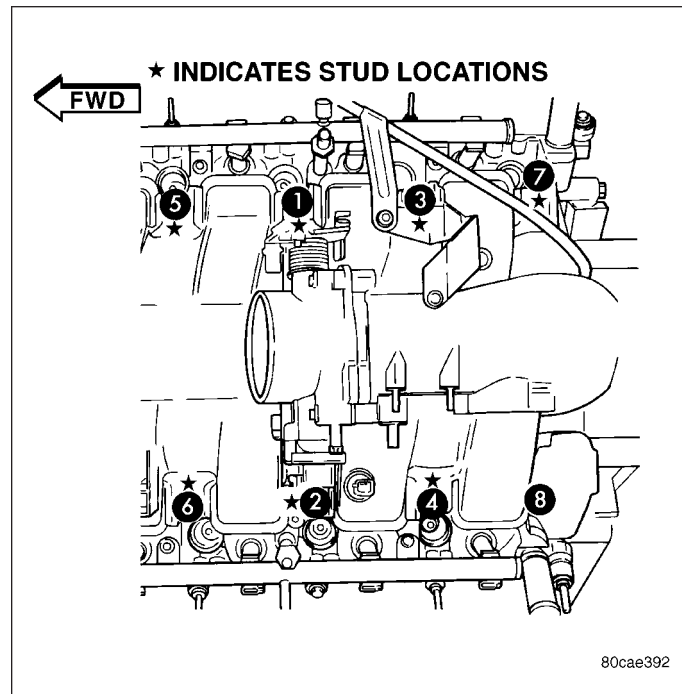 ★ INDICATES STUD LOCATIONS
FWD
7
5 1 3
6 2 4 8
80cae392